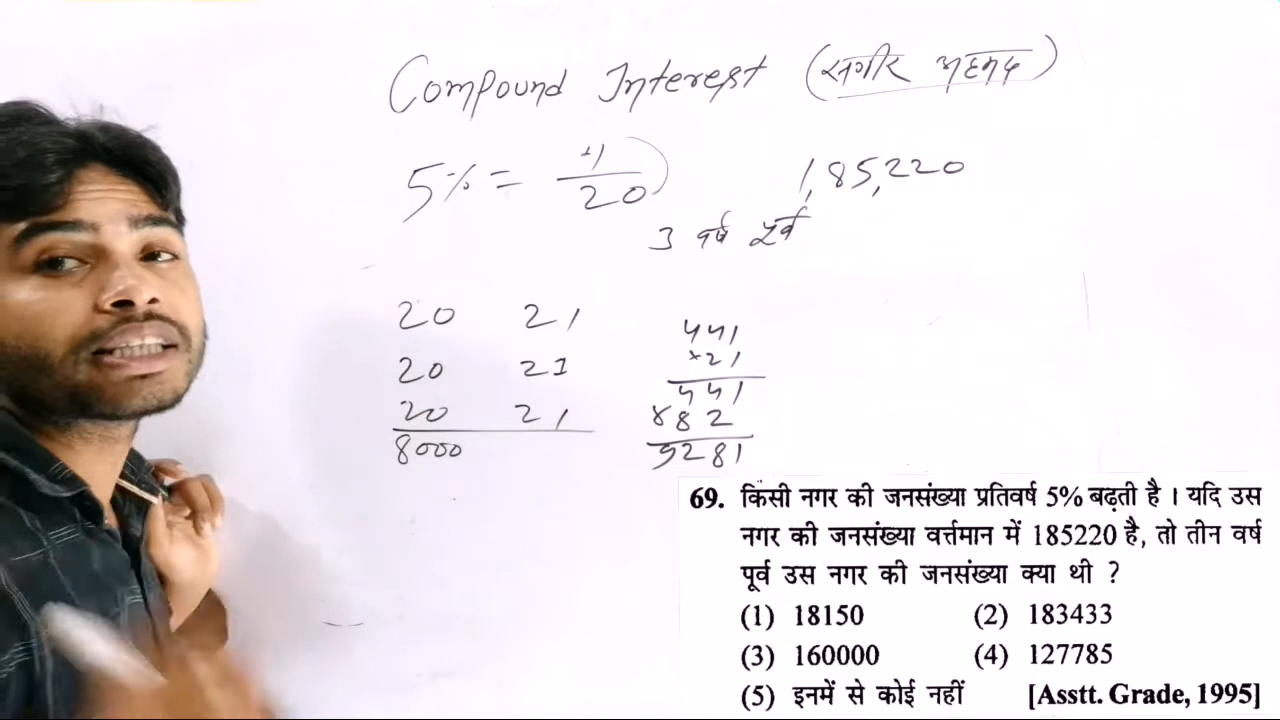 Compound Interest (सगीर अहमद)
5% = +1/20
1,85,220
3 वर्ष पूर्व
20 21
20 21
20 21
8000
441
×21
441
882
9281
69. किसी नगर की जनसंख्या प्रतिवर्ष 5% बढ़ती है । यदि उस
नगर की जनसंख्या वर्त्तमान में 185220 है, तो तीन वर्ष
पूर्व उस नगर की जनसंख्या क्या थी ?
(1) 18150 (2) 183433
(3) 160000 (4) 127785
(5) इनमें से कोई नहीं [Asstt. Grade, 1995]